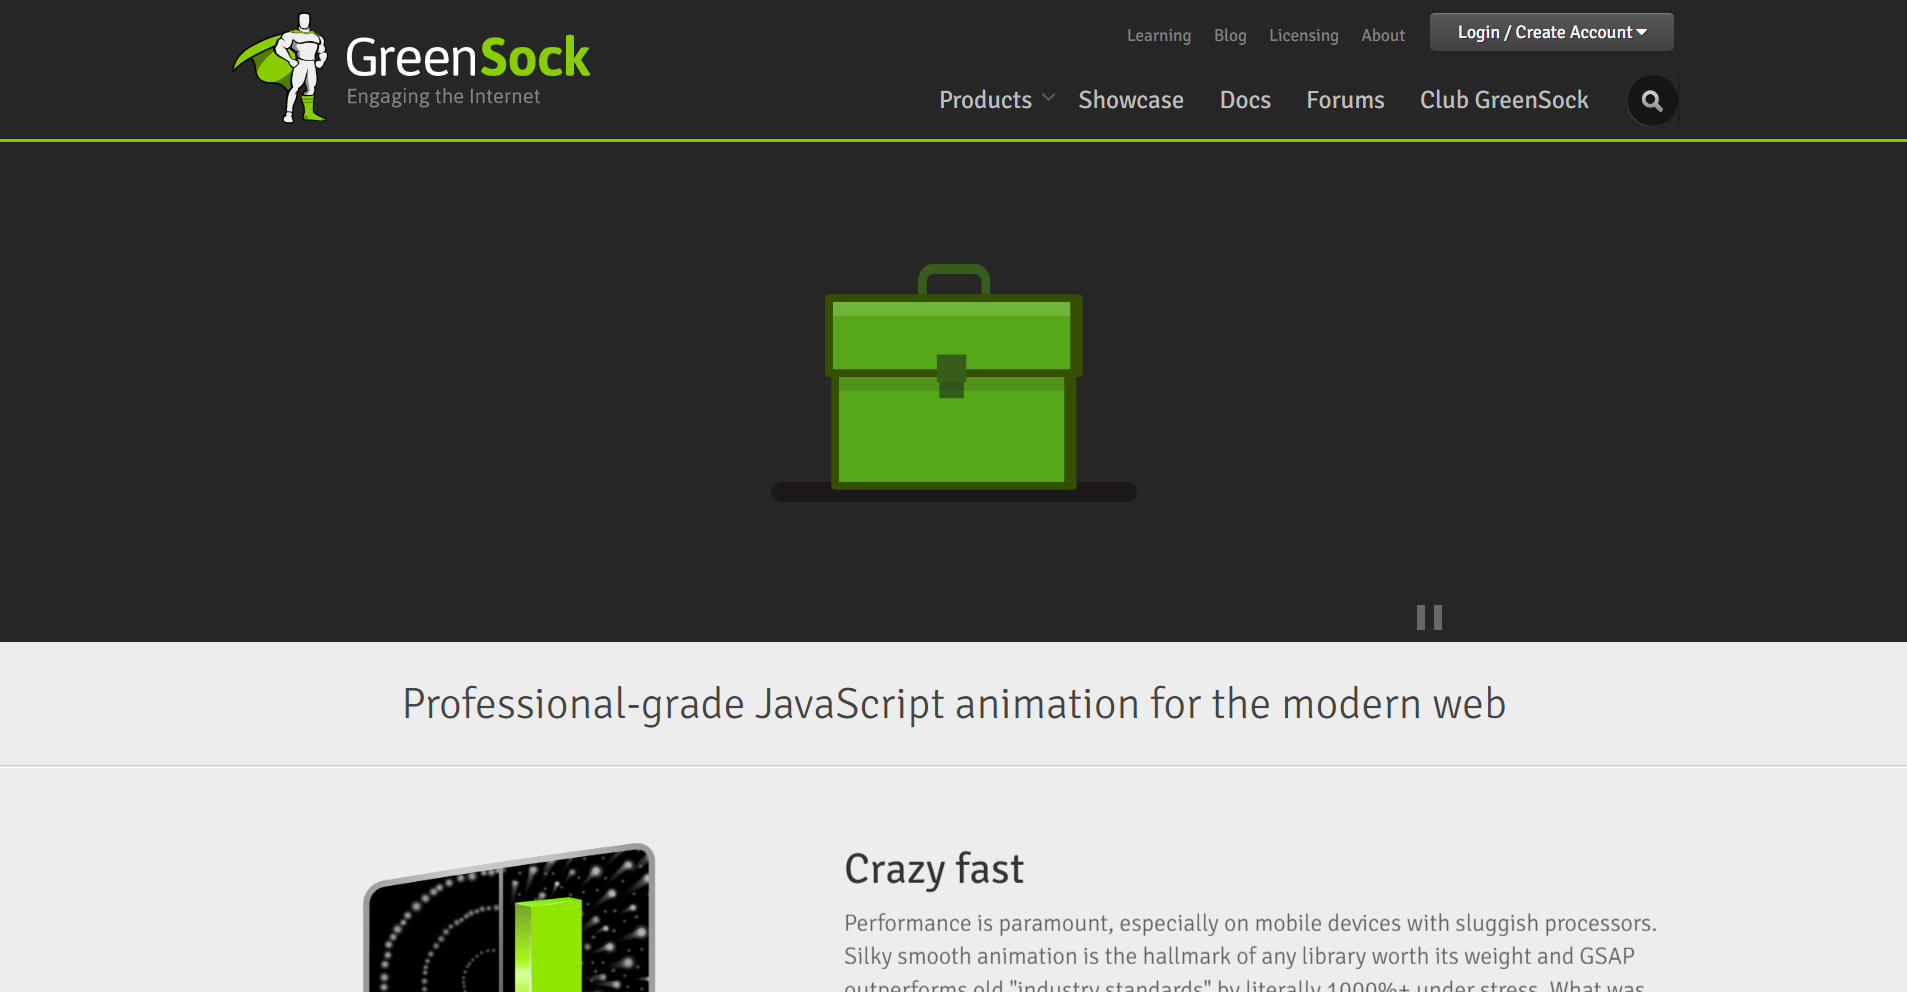 GreenSock
Engaging the Internet
Learning Blog Licensing About Login / Create Account
Products Showcase Docs Forums Club GreenSock
Professional-grade JavaScript animation for the modern web
Crazy fast
Performance is paramount, especially on mobile devices with sluggish processors.
Silky smooth animation is the hallmark of any library worth its weight and GSAP
outperforms old "industry standards" by literally 1000%+ under stress. What was